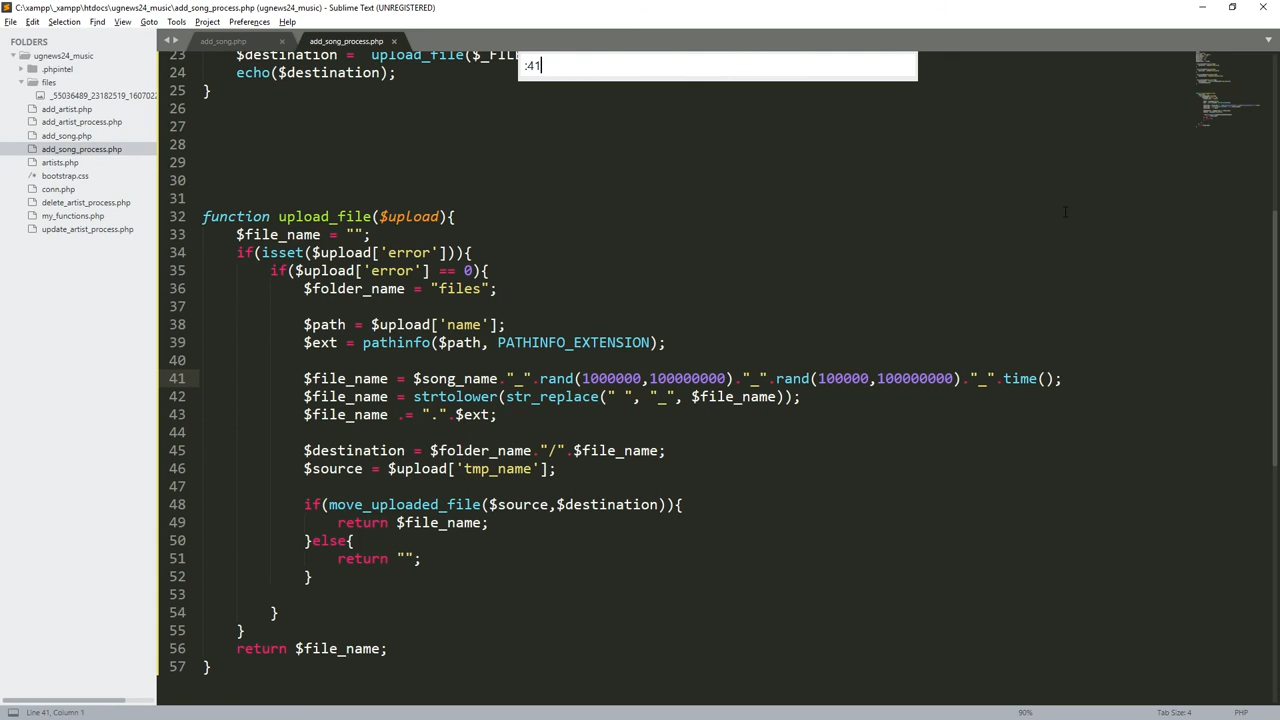 C:\xampp\htdocs\ugnews24_music\add_song_process.php (ugnews24_music) - Sublime Text (UNREGISTERED)
File Edit Selection Find View Goto Tools Project Preferences Help
FOLDERS
ugnews24_music
.phpintel
files
_55036489_23182519_1607022
add_artist.php
add_artist_process.php
add_song.php
add_song_process.php
artists.php
bootstrap.css
conn.php
delete_artist_process.php
my_functions.php
update_artist_process.php
add_song.php
add_song_process.php
:41
23 $destination = upload_file($_FIL
24 echo($destination);
25 }
26
27
28
29
30
31
32 function upload_file($upload){
33 $file_name = "";
34 if(isset($upload['error'])){
35 if($upload['error'] == 0){
36 $folder_name = "files";
37
38 $path = $upload['name'];
39 $ext = pathinfo($path, PATHINFO_EXTENSION);
40
41 $file_name = $song_name."_".rand(1000000,100000000)."_".rand(100000,100000000)."_".time();
42 $file_name = strtolower(str_replace(" ", "_", $file_name));
43 $file_name .= ".".$ext;
44
45 $destination = $folder_name."/".$file_name;
46 $source = $upload['tmp_name'];
47
48 if(move_uploaded_file($source,$destination)){
49 return $file_name;
50 }else{
51 return "";
52 }
53
54 }
55 }
56 return $file_name;
57 }
Line 41, Column 1
90%
Tab Size: 4
PHP